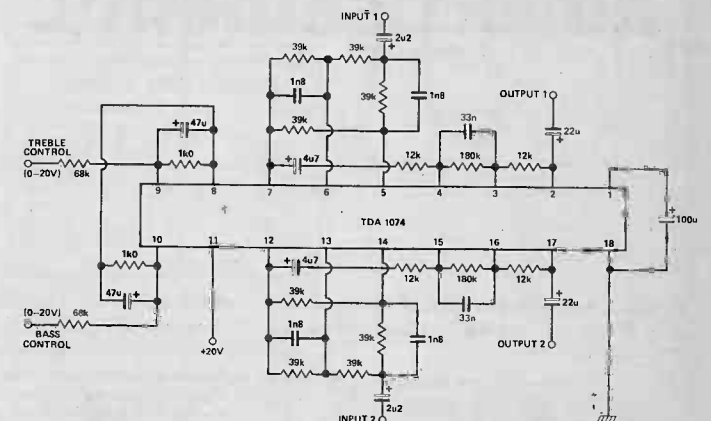 INPUT 1
2u2
+
39k
39k
1n8
39k
1n8
39k
33n
OUTPUT 1
22u
+
+
47u
TREBLE
CONTROL
(0–20V)
68k
1k0
+
4u7
12k
180k
12k
9
8
7
6
5
4
3
2
1
TDA 1074
+
100u
10
11
12
13
14
15
16
17
18
1k0
+
4u7
12k
180k
12k
47u
+
39k
33n
+
22u
(0–20V)
68k
BASS
CONTROL
1n8
39k
1n8
+20V
39k
39k
OUTPUT 2
+
2u2
INPUT 2